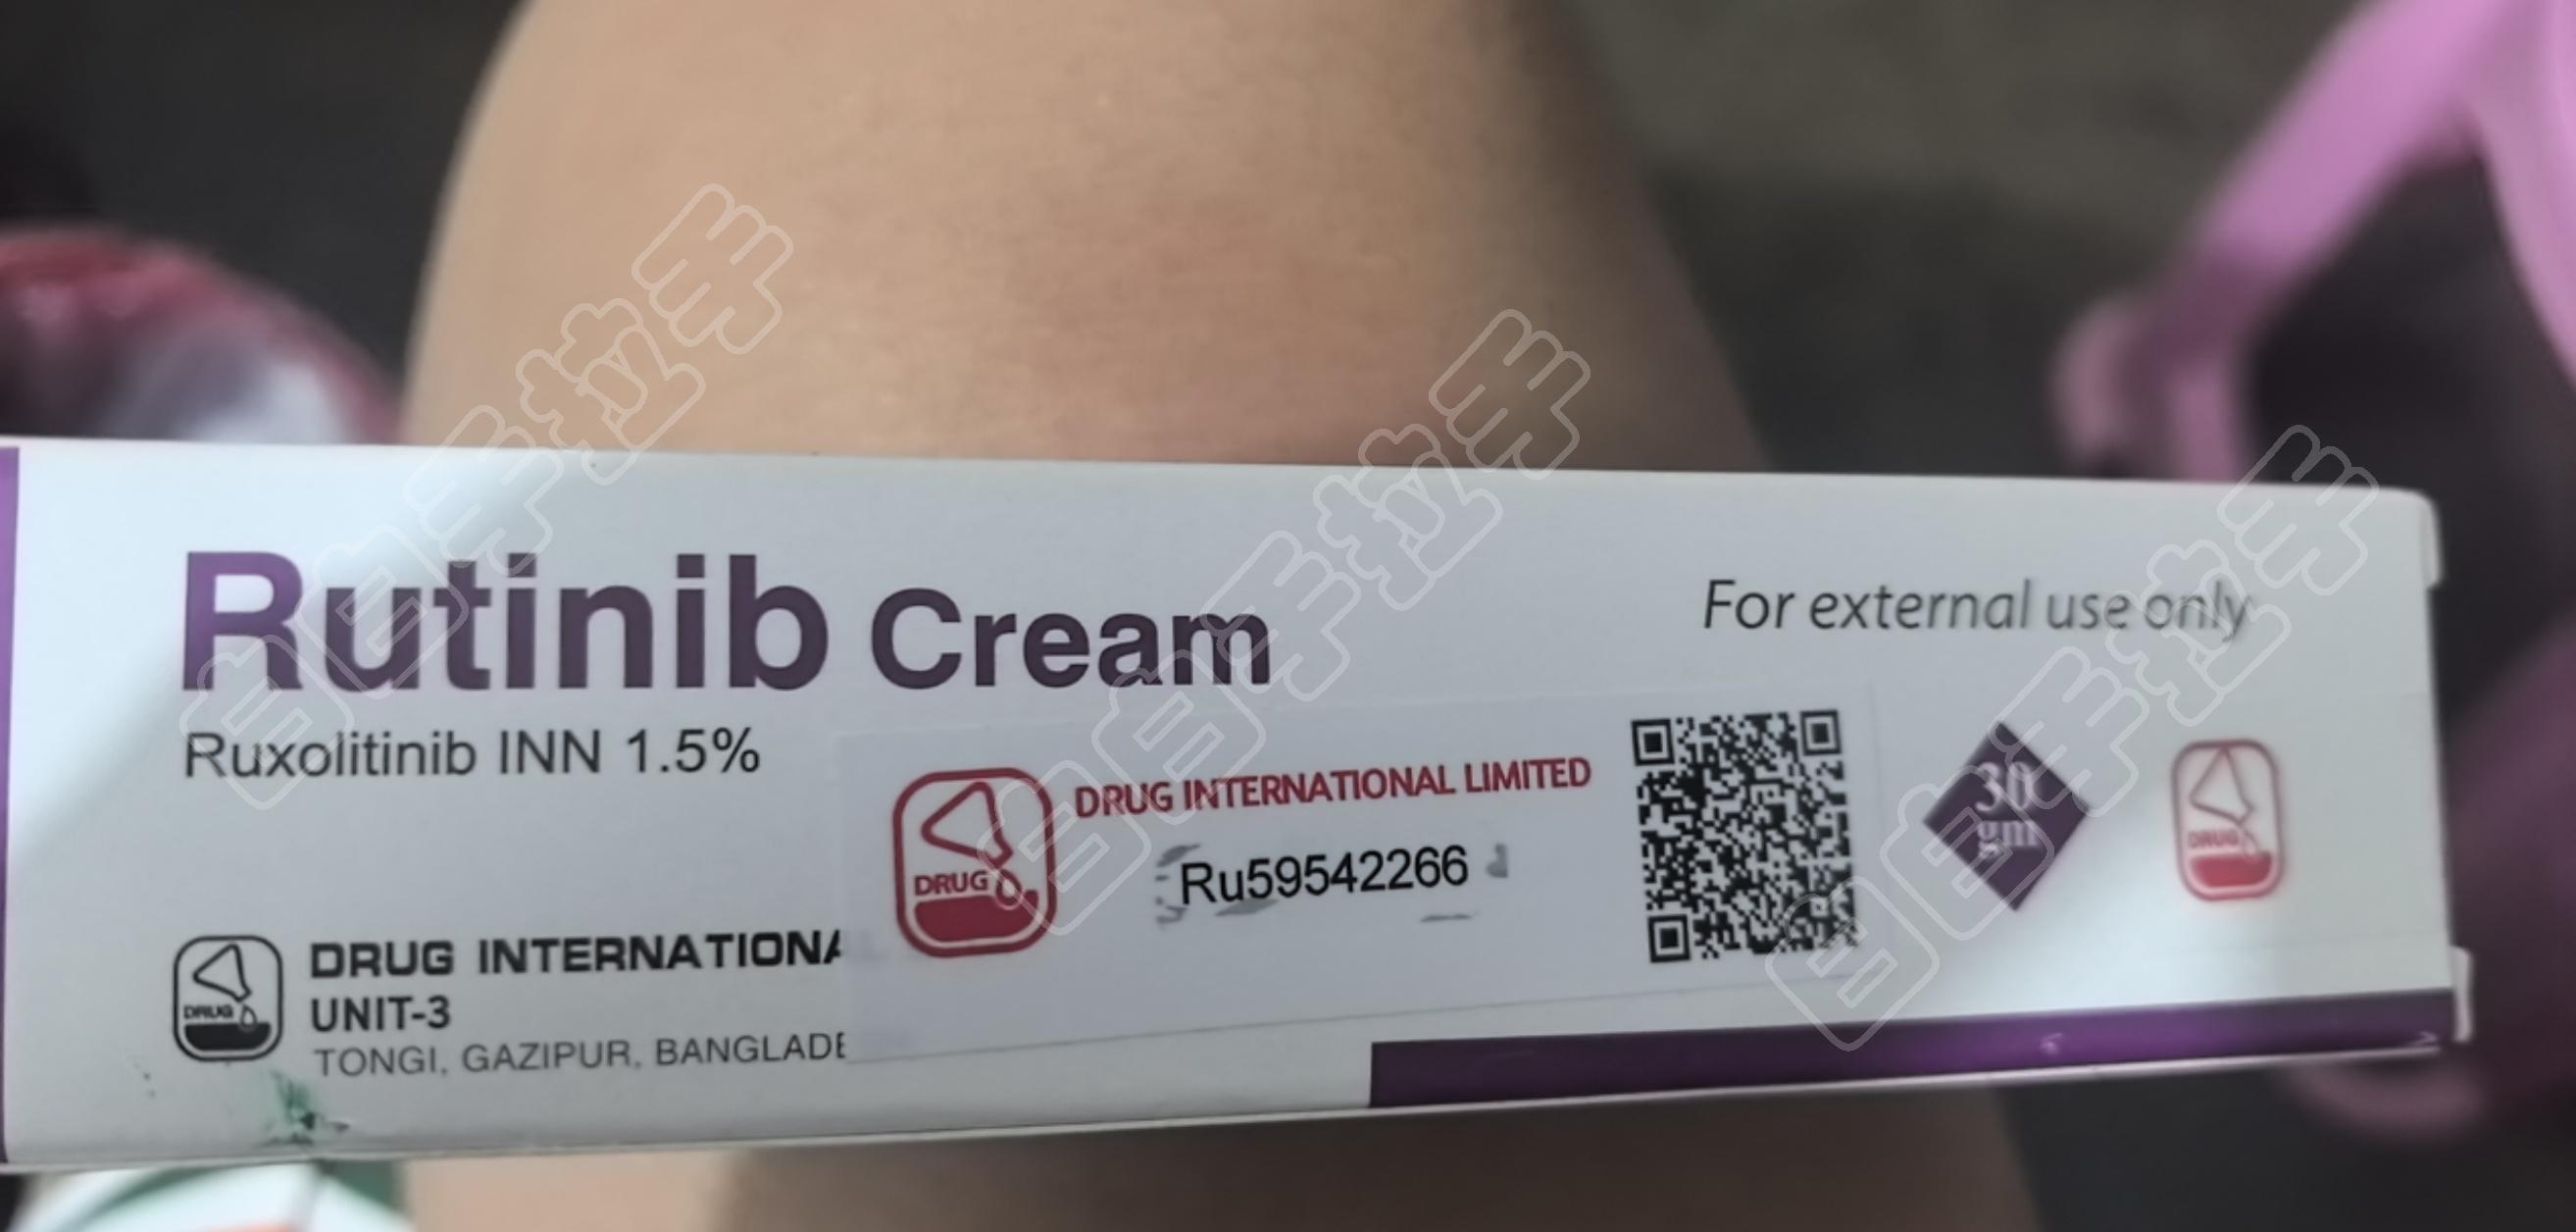 Rutinib Cream
For external use only
Ruxolitinib INN 1.5%
DRUG INTERNATIONAL LIMITED
DRUG
Ru59542266
30
gm
DRUG
DRUG
DRUG INTERNATIONA
UNIT-3
TONGI, GAZIPUR, BANGLADE